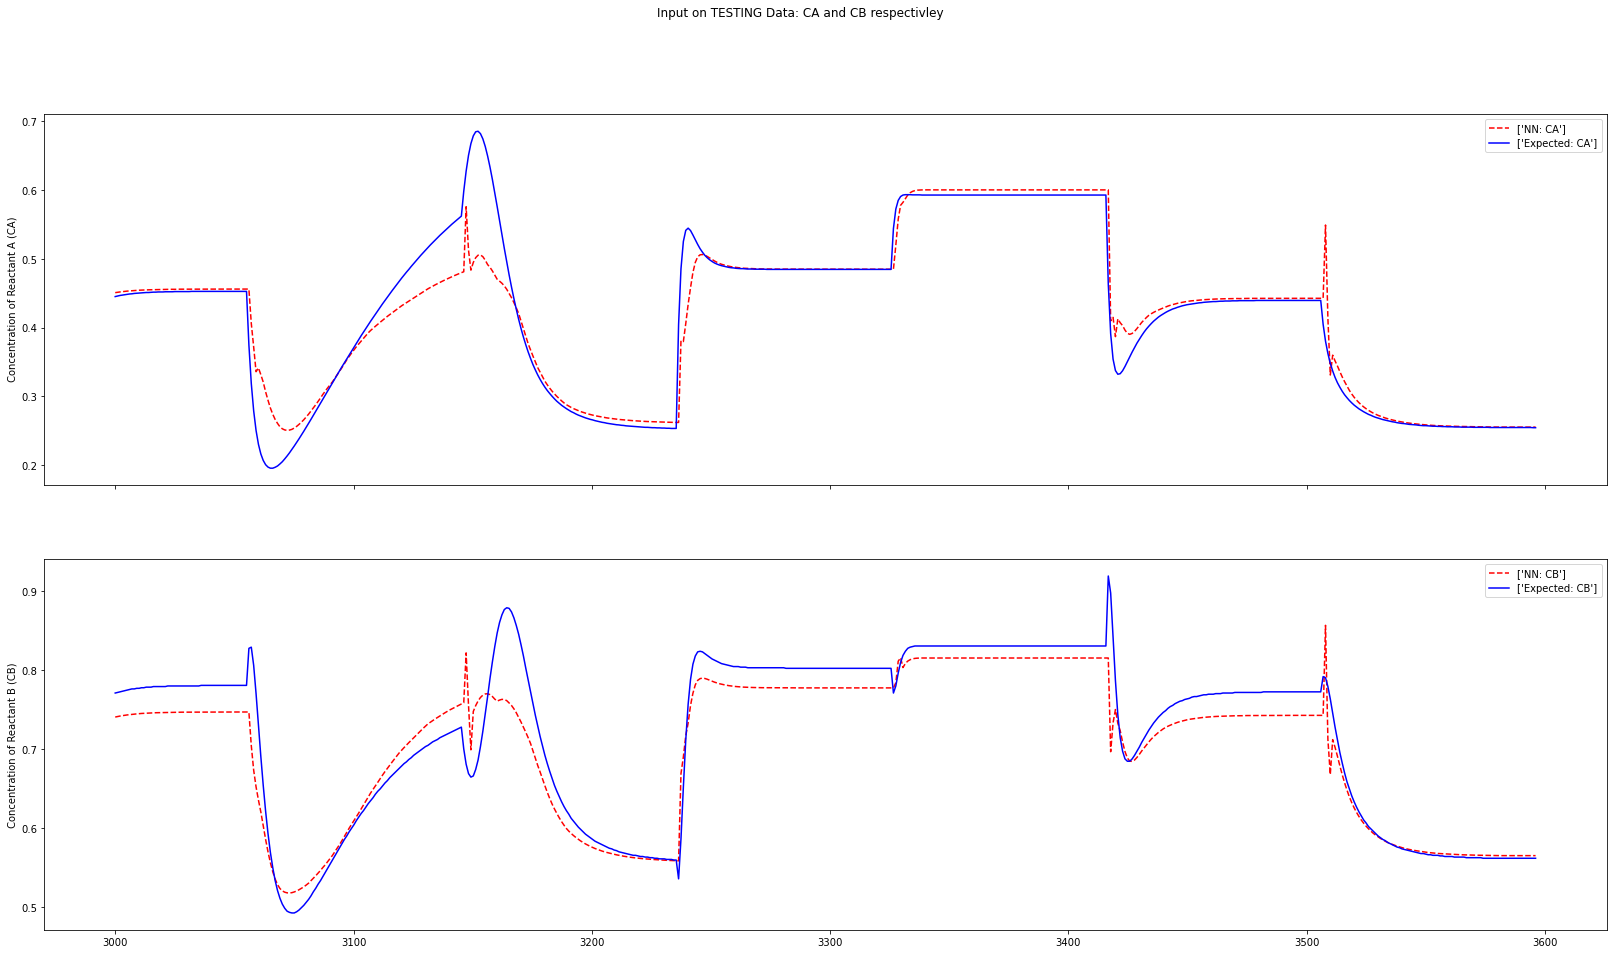 Input on TESTING Data: CA and CB respectivley
0.7
0.6
0.5
0.4
0.3
0.2
Concentration of Reactant A (CA)
['NN: CA']
['Expected: CA']
0.9
0.8
0.7
0.6
0.5
Concentration of Reactant B (CB)
['NN: CB']
['Expected: CB']
3000 3100 3200 3300 3400 3500 3600